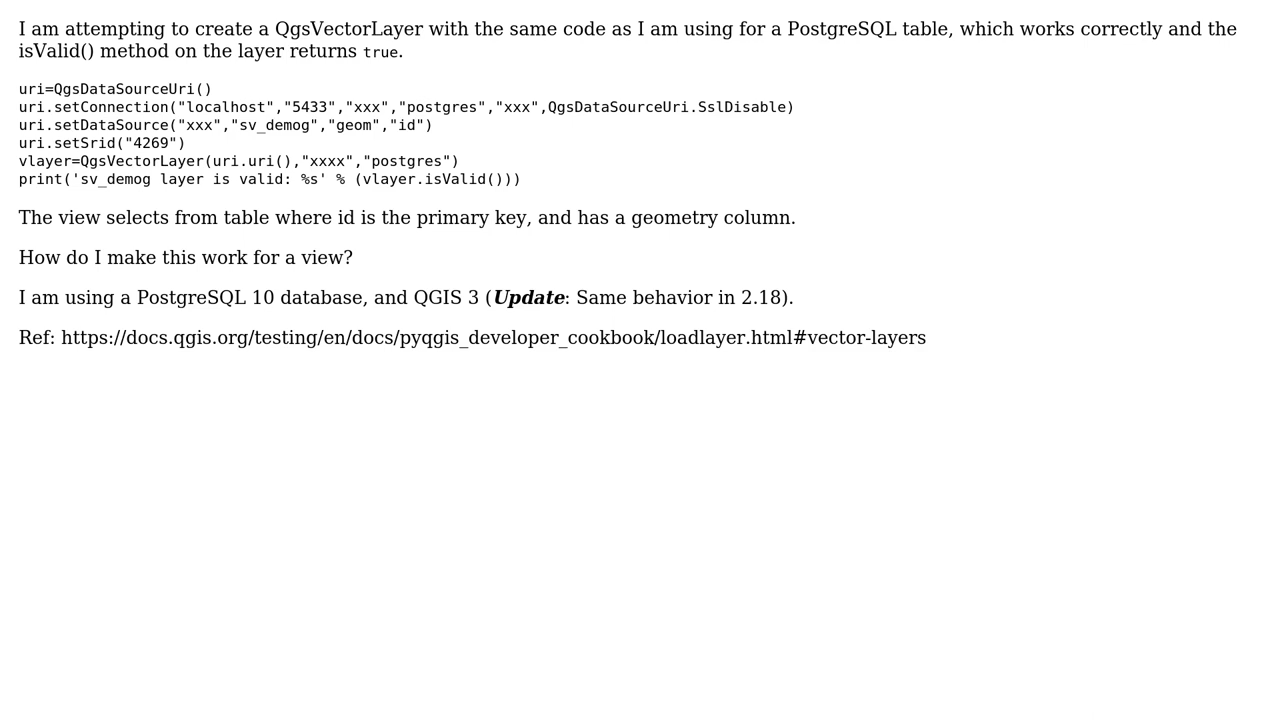 I am attempting to create a QgsVectorLayer with the same code as I am using for a PostgreSQL table, which works correctly and the
isValid() method on the layer returns true.
uri=QgsDataSourceUri()
uri.setConnection("localhost","5433","xxx","postgres","xxx",QgsDataSourceUri.SslDisable)
uri.setDataSource("xxx","sv_demog","geom","id")
uri.setSrid("4269")
vlayer=QgsVectorLayer(uri.uri(),"xxxx","postgres")
print('sv_demog layer is valid: %s' % (vlayer.isValid()))
The view selects from table where id is the primary key, and has a geometry column.
How do I make this work for a view?
I am using a PostgreSQL 10 database, and QGIS 3 (Update: Same behavior in 2.18).
Ref: https://docs.qgis.org/testing/en/docs/pyqgis_developer_cookbook/loadlayer.html#vector-layers